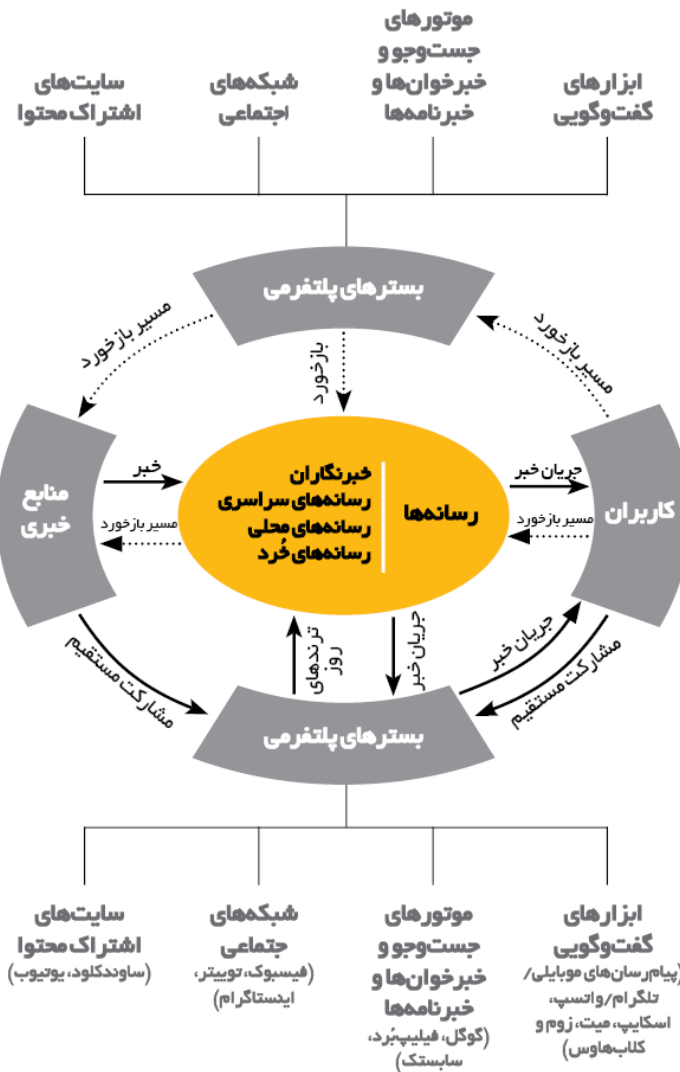 ابزارهای
گفت‌وگویی
موتورهای
جست‌وجو و
خبرخوان‌ها و
خبرنامه‌ها
شبکه‌های
اجتماعی
سایت‌های
اشتراک محتوا
بسترهای پلتفرمی
مسیر بازخورد
مسیر بازخورد
بازخورد
کاربران
جریان خبر
مسیر بازخورد
رسانه‌ها
خبرنگاران
رسانه‌های سراسری
رسانه‌های محلی
رسانه‌های خُرد
خبر
مسیر بازخورد
منابع
خبری
مشارکت مستقیم
جریان خبر
جریان خبر
ترندهای
روز
مشارکت مستقیم
بسترهای پلتفرمی
ابزارهای
گفت‌وگویی
(پیام‌رسان‌های موبایلی/
تلگرام/واتسپ،
اسکایپ، میت، زوم و
کلاب‌هاوس)
موتورهای
جست‌وجو و
خبرخوان‌ها و
خبرنامه‌ها
(گوگل، فیلیپ‌بُرد،
سابستک)
شبکه‌های
جتماعی
(فیسبوک، توییتر،
اینستاگرام)
سایت‌های
اشتراک محتوا
(ساوندکلود، یوتیوب)